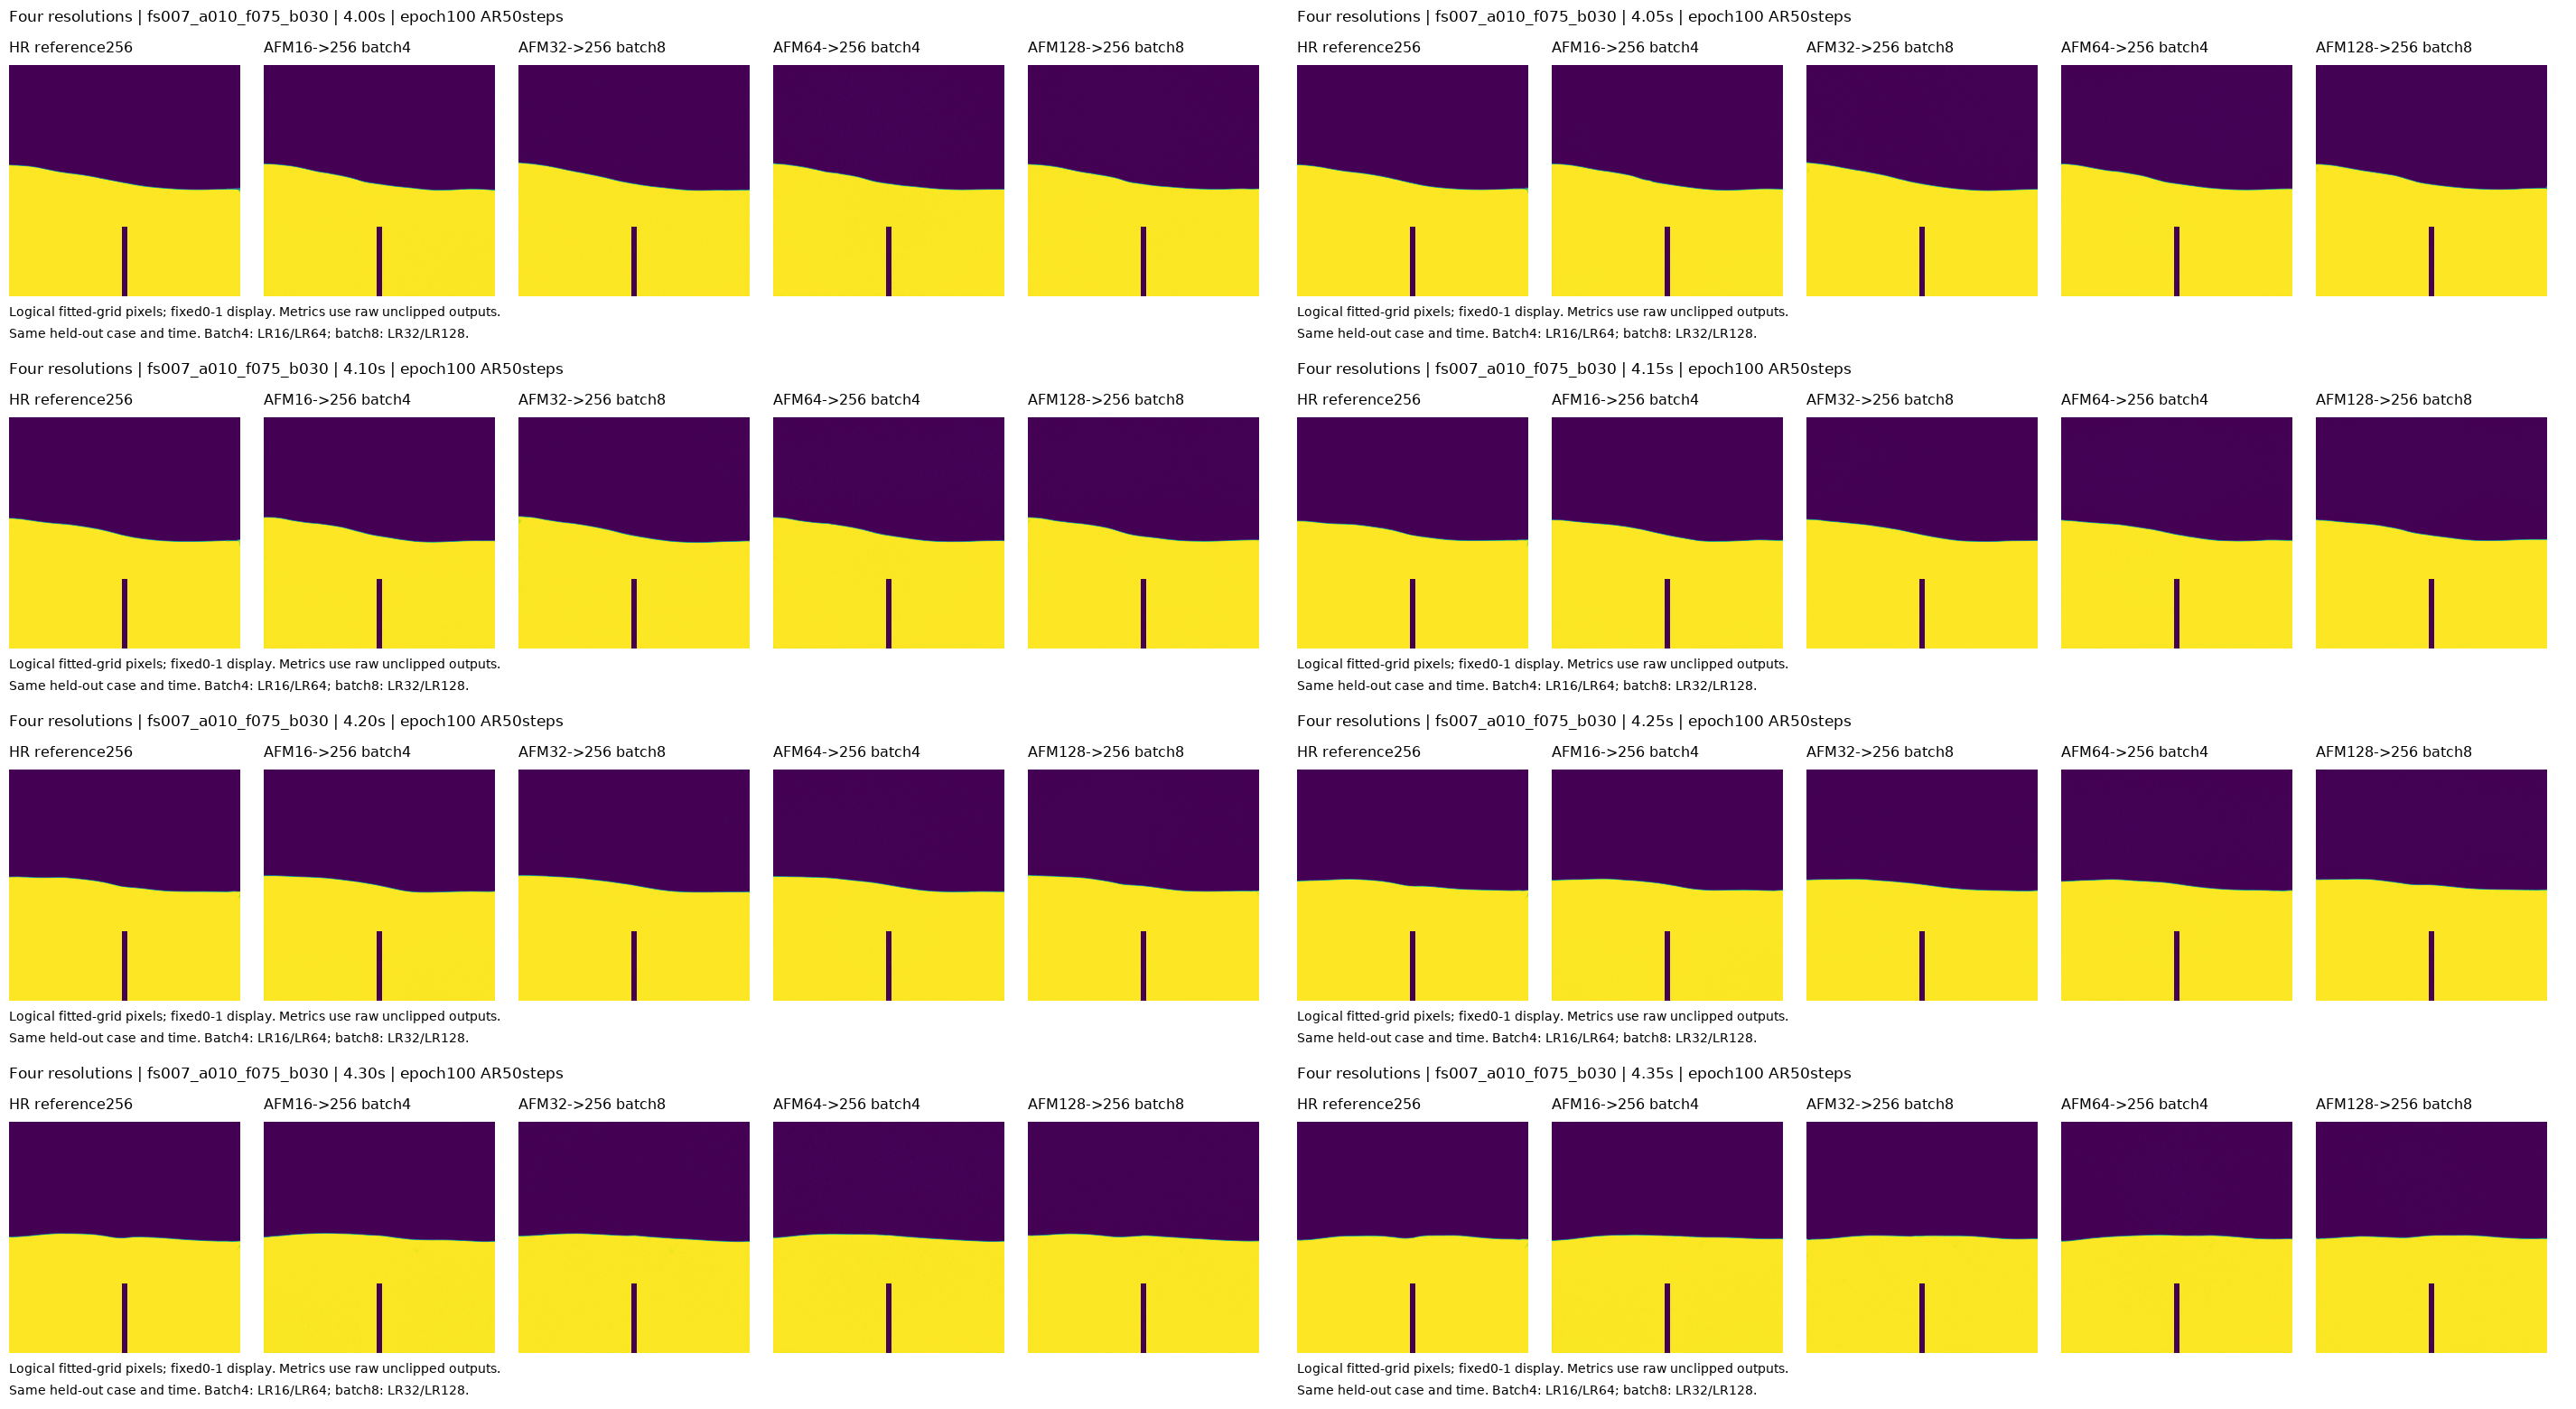 Four resolutions | fs007_a010_f075_b030 | 4.00s | epoch100 AR50steps
HR reference256 AFM16->256 batch4 AFM32->256 batch8 AFM64->256 batch4 AFM128->256 batch8
Logical fitted-grid pixels; fixed0-1 display. Metrics use raw unclipped outputs.
Same held-out case and time. Batch4: LR16/LR64; batch8: LR32/LR128.
Four resolutions | fs007_a010_f075_b030 | 4.05s | epoch100 AR50steps
HR reference256 AFM16->256 batch4 AFM32->256 batch8 AFM64->256 batch4 AFM128->256 batch8
Logical fitted-grid pixels; fixed0-1 display. Metrics use raw unclipped outputs.
Same held-out case and time. Batch4: LR16/LR64; batch8: LR32/LR128.
Four resolutions | fs007_a010_f075_b030 | 4.10s | epoch100 AR50steps
HR reference256 AFM16->256 batch4 AFM32->256 batch8 AFM64->256 batch4 AFM128->256 batch8
Logical fitted-grid pixels; fixed0-1 display. Metrics use raw unclipped outputs.
Same held-out case and time. Batch4: LR16/LR64; batch8: LR32/LR128.
Four resolutions | fs007_a010_f075_b030 | 4.15s | epoch100 AR50steps
HR reference256 AFM16->256 batch4 AFM32->256 batch8 AFM64->256 batch4 AFM128->256 batch8
Logical fitted-grid pixels; fixed0-1 display. Metrics use raw unclipped outputs.
Same held-out case and time. Batch4: LR16/LR64; batch8: LR32/LR128.
Four resolutions | fs007_a010_f075_b030 | 4.20s | epoch100 AR50steps
HR reference256 AFM16->256 batch4 AFM32->256 batch8 AFM64->256 batch4 AFM128->256 batch8
Logical fitted-grid pixels; fixed0-1 display. Metrics use raw unclipped outputs.
Same held-out case and time. Batch4: LR16/LR64; batch8: LR32/LR128.
Four resolutions | fs007_a010_f075_b030 | 4.25s | epoch100 AR50steps
HR reference256 AFM16->256 batch4 AFM32->256 batch8 AFM64->256 batch4 AFM128->256 batch8
Logical fitted-grid pixels; fixed0-1 display. Metrics use raw unclipped outputs.
Same held-out case and time. Batch4: LR16/LR64; batch8: LR32/LR128.
Four resolutions | fs007_a010_f075_b030 | 4.30s | epoch100 AR50steps
HR reference256 AFM16->256 batch4 AFM32->256 batch8 AFM64->256 batch4 AFM128->256 batch8
Logical fitted-grid pixels; fixed0-1 display. Metrics use raw unclipped outputs.
Same held-out case and time. Batch4: LR16/LR64; batch8: LR32/LR128.
Four resolutions | fs007_a010_f075_b030 | 4.35s | epoch100 AR50steps
HR reference256 AFM16->256 batch4 AFM32->256 batch8 AFM64->256 batch4 AFM128->256 batch8
Logical fitted-grid pixels; fixed0-1 display. Metrics use raw unclipped outputs.
Same held-out case and time. Batch4: LR16/LR64; batch8: LR32/LR128.